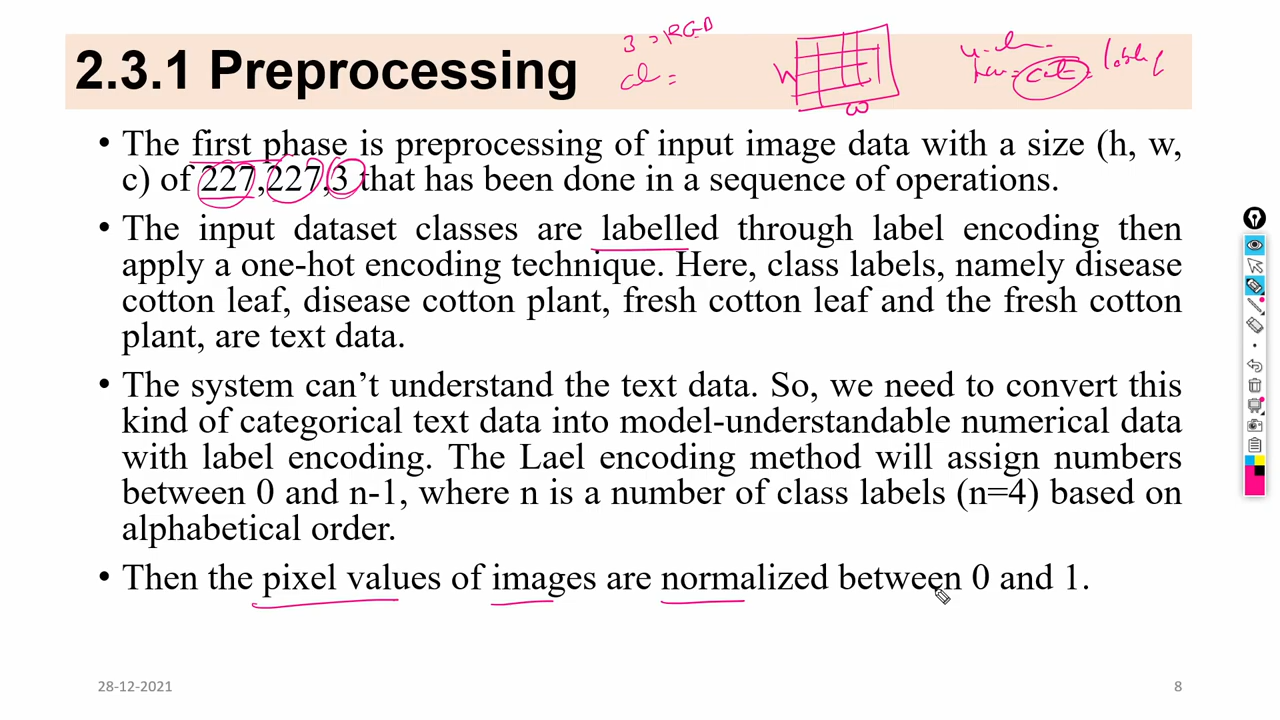 3 → RGB
2.3.1 Preprocessing
w
label
• The first phase is preprocessing of input image data with a size (h, w,
c) of 227,227,3 that has been done in a sequence of operations.
• The input dataset classes are labelled through label encoding then
apply a one-hot encoding technique. Here, class labels, namely disease
cotton leaf, disease cotton plant, fresh cotton leaf and the fresh cotton
plant, are text data.
• The system can’t understand the text data. So, we need to convert this
kind of categorical text data into model-understandable numerical data
with label encoding. The Lael encoding method will assign numbers
between 0 and n-1, where n is a number of class labels (n=4) based on
alphabetical order.
• Then the pixel values of images are normalized between 0 and 1.
28-12-2021
8